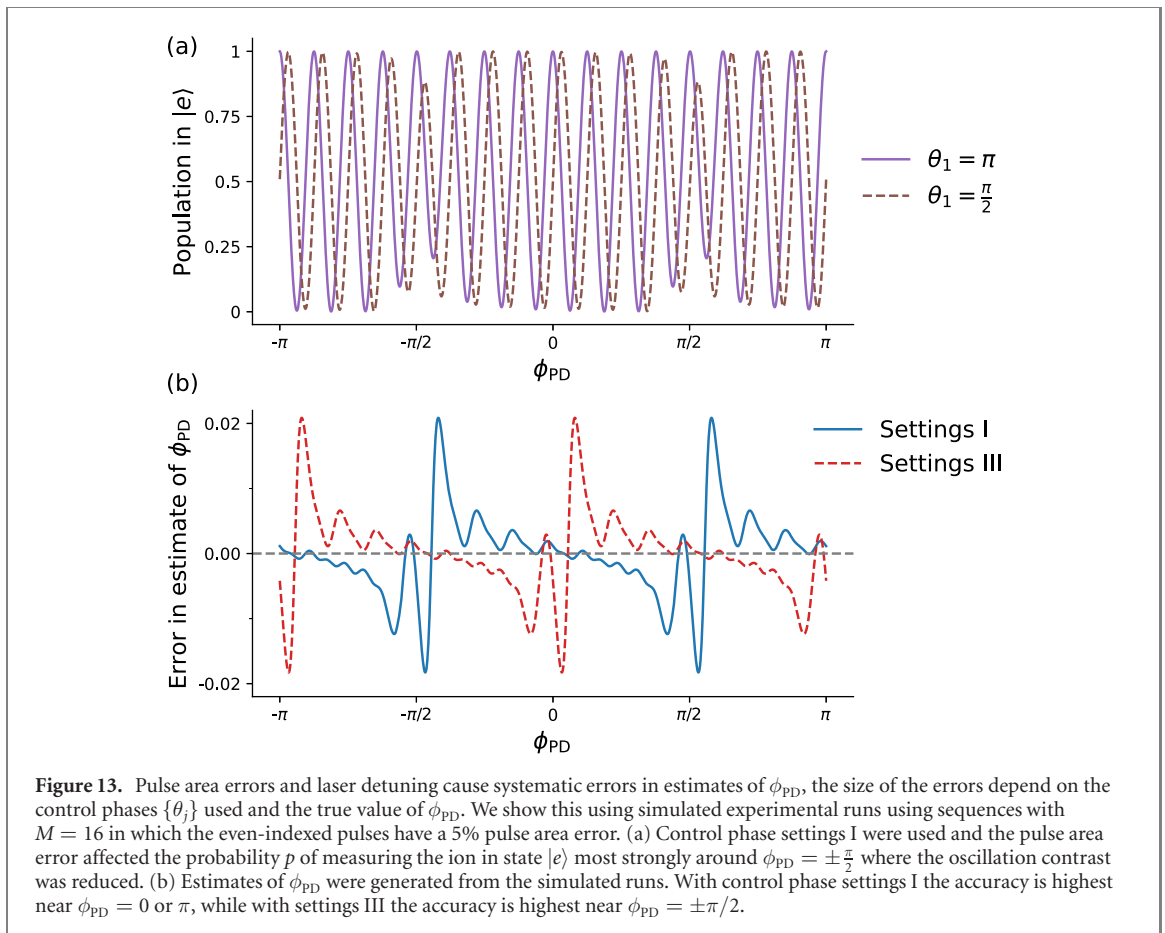 (a)
1
0.75
0.5
0.25
0
Population in |e⟩
-π
-π/2
0
π/2
π
ϕPD
θ1 = π
θ1 = π/2
(b)
0.02
0.00
-0.02
Error in estimate of ϕPD
-π
-π/2
0
π/2
π
ϕPD
Settings I
Settings III
Figure 13. Pulse area errors and laser detuning cause systematic errors in estimates of ϕPD, the size of the errors depend on the
control phases {θj} used and the true value of ϕPD. We show this using simulated experimental runs using sequences with
M = 16 in which the even-indexed pulses have a 5% pulse area error. (a) Control phase settings I were used and the pulse area
error affected the probability p of measuring the ion in state |e⟩ most strongly around ϕPD = ±π/2 where the oscillation contrast
was reduced. (b) Estimates of ϕPD were generated from the simulated runs. With control phase settings I the accuracy is highest
near ϕPD = 0 or π, while with settings III the accuracy is highest near ϕPD = ±π/2.